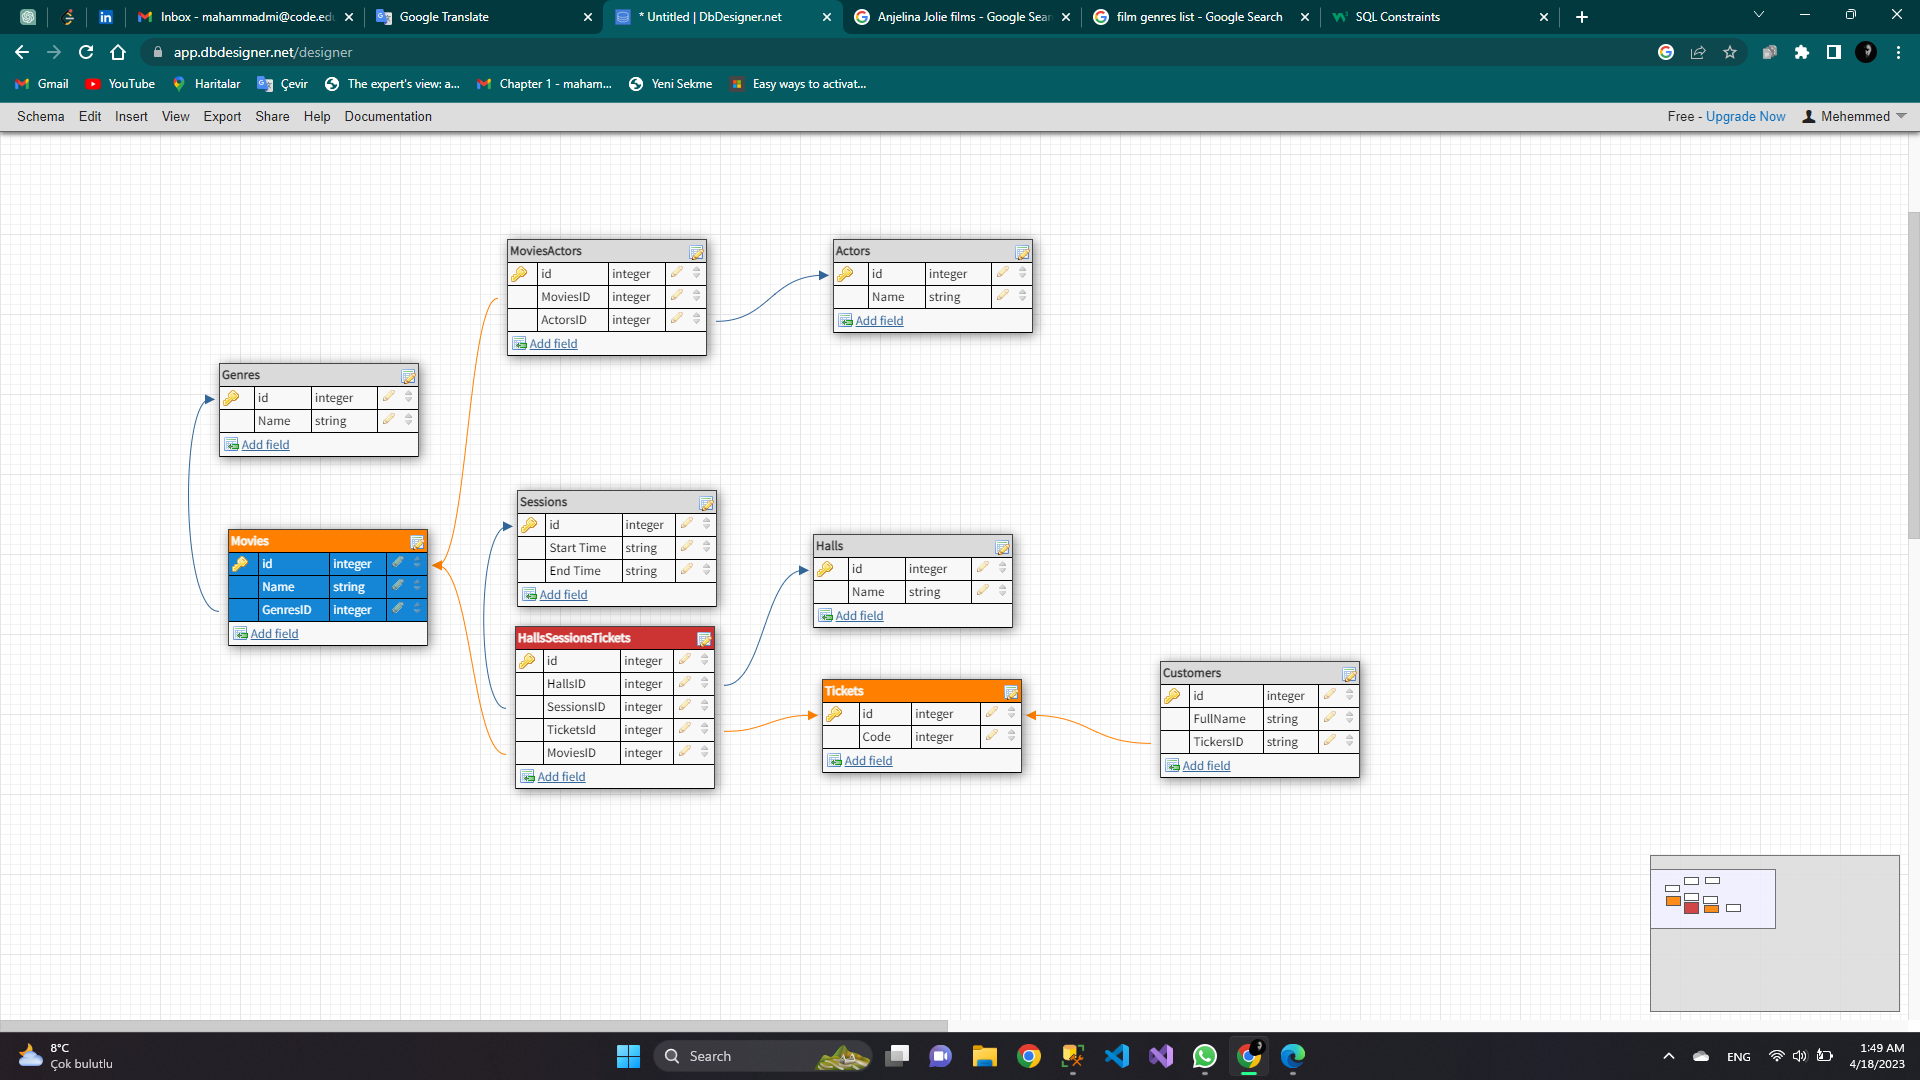 Inbox - mahammadmi@code.ed
Google Translate
* Untitled | DbDesigner.net
Anjelina Jolie films - Google Sear
film genres list - Google Search
SQL Constraints
app.dbdesigner.net/designer
Gmail
YouTube
Haritalar
Çevir
The expert's view: a...
Chapter 1 - maham...
Yeni Sekme
Easy ways to activat...
Schema Edit Insert View Export Share Help Documentation
Free - Upgrade Now
Mehemmed
MoviesActors
id integer
MoviesID integer
ActorsID integer
Add field
Actors
id integer
Name string
Add field
Genres
id integer
Name string
Add field
Sessions
id integer
Start Time string
End Time string
Add field
Movies
id integer
Name string
GenresID integer
Add field
Halls
id integer
Name string
Add field
HallsSessionsTickets
id integer
HallsID integer
SessionsID integer
TicketsId integer
MoviesID integer
Add field
Tickets
id integer
Code integer
Add field
Customers
id integer
FullName string
TickersID string
Add field
8°C
Çok bulutlu
Search
ENG
1:49 AM
4/18/2023